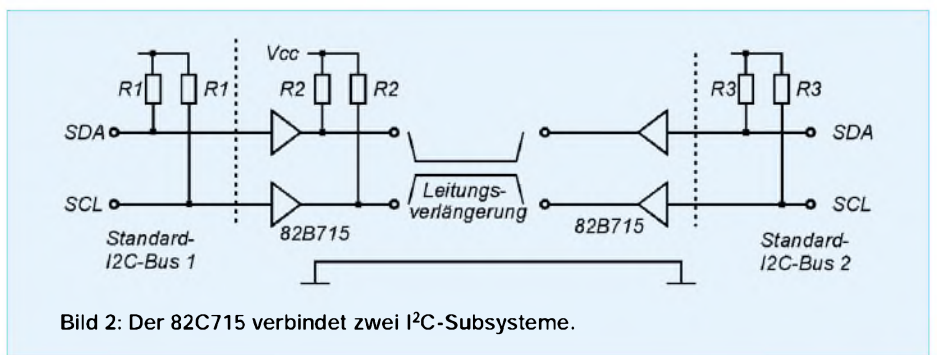 Vcc
R1 R1 R2 R2 R3 R3
SDA SDA
SCL SCL
Leitungs-
verlängerung
82B715 82B715
Standard-
I2C-Bus 1
Standard-
I2C-Bus 2
Bild 2: Der 82C715 verbindet zwei I²C-Subsysteme.